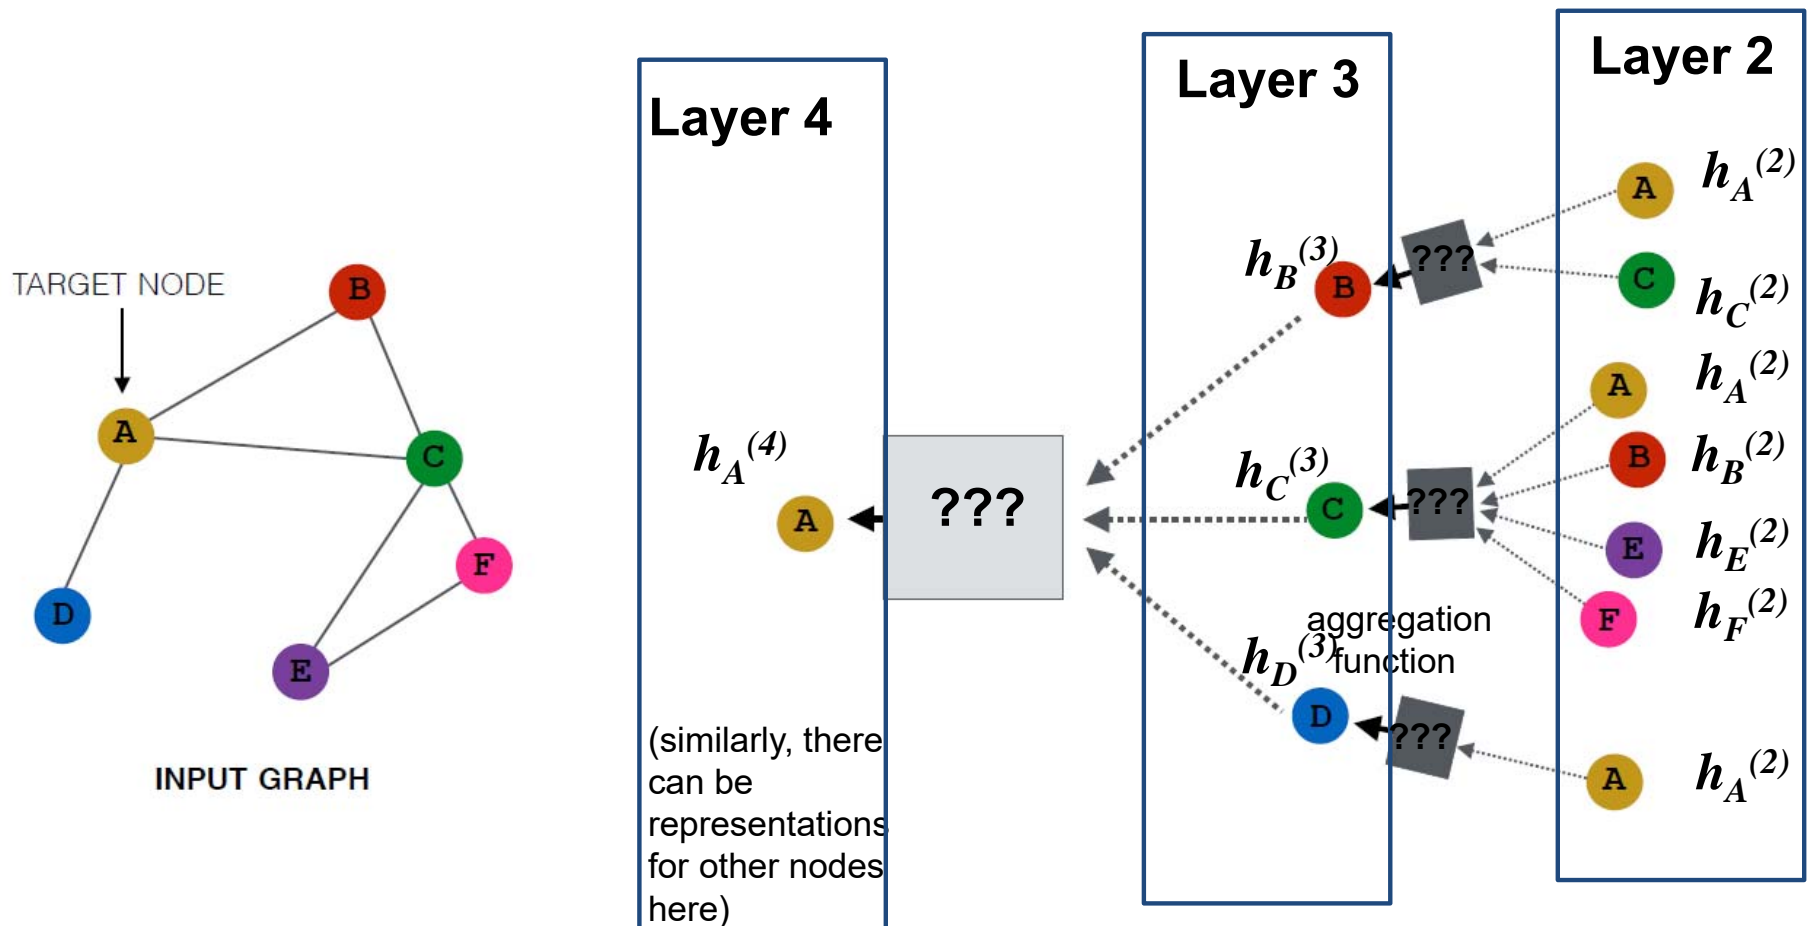 TARGET NODE
B
A
C
F
D
E
INPUT GRAPH
Layer 4
h_A^(4)
A
(similarly, there
can be
representations
for other nodes
here)
???
Layer 3
h_B^(3)
B
???
h_C^(3)
C
???
aggregation
function
h_D^(3)
D
???
Layer 2
A h_A^(2)
C h_C^(2)
A h_A^(2)
B h_B^(2)
E h_E^(2)
F h_F^(2)
A h_A^(2)